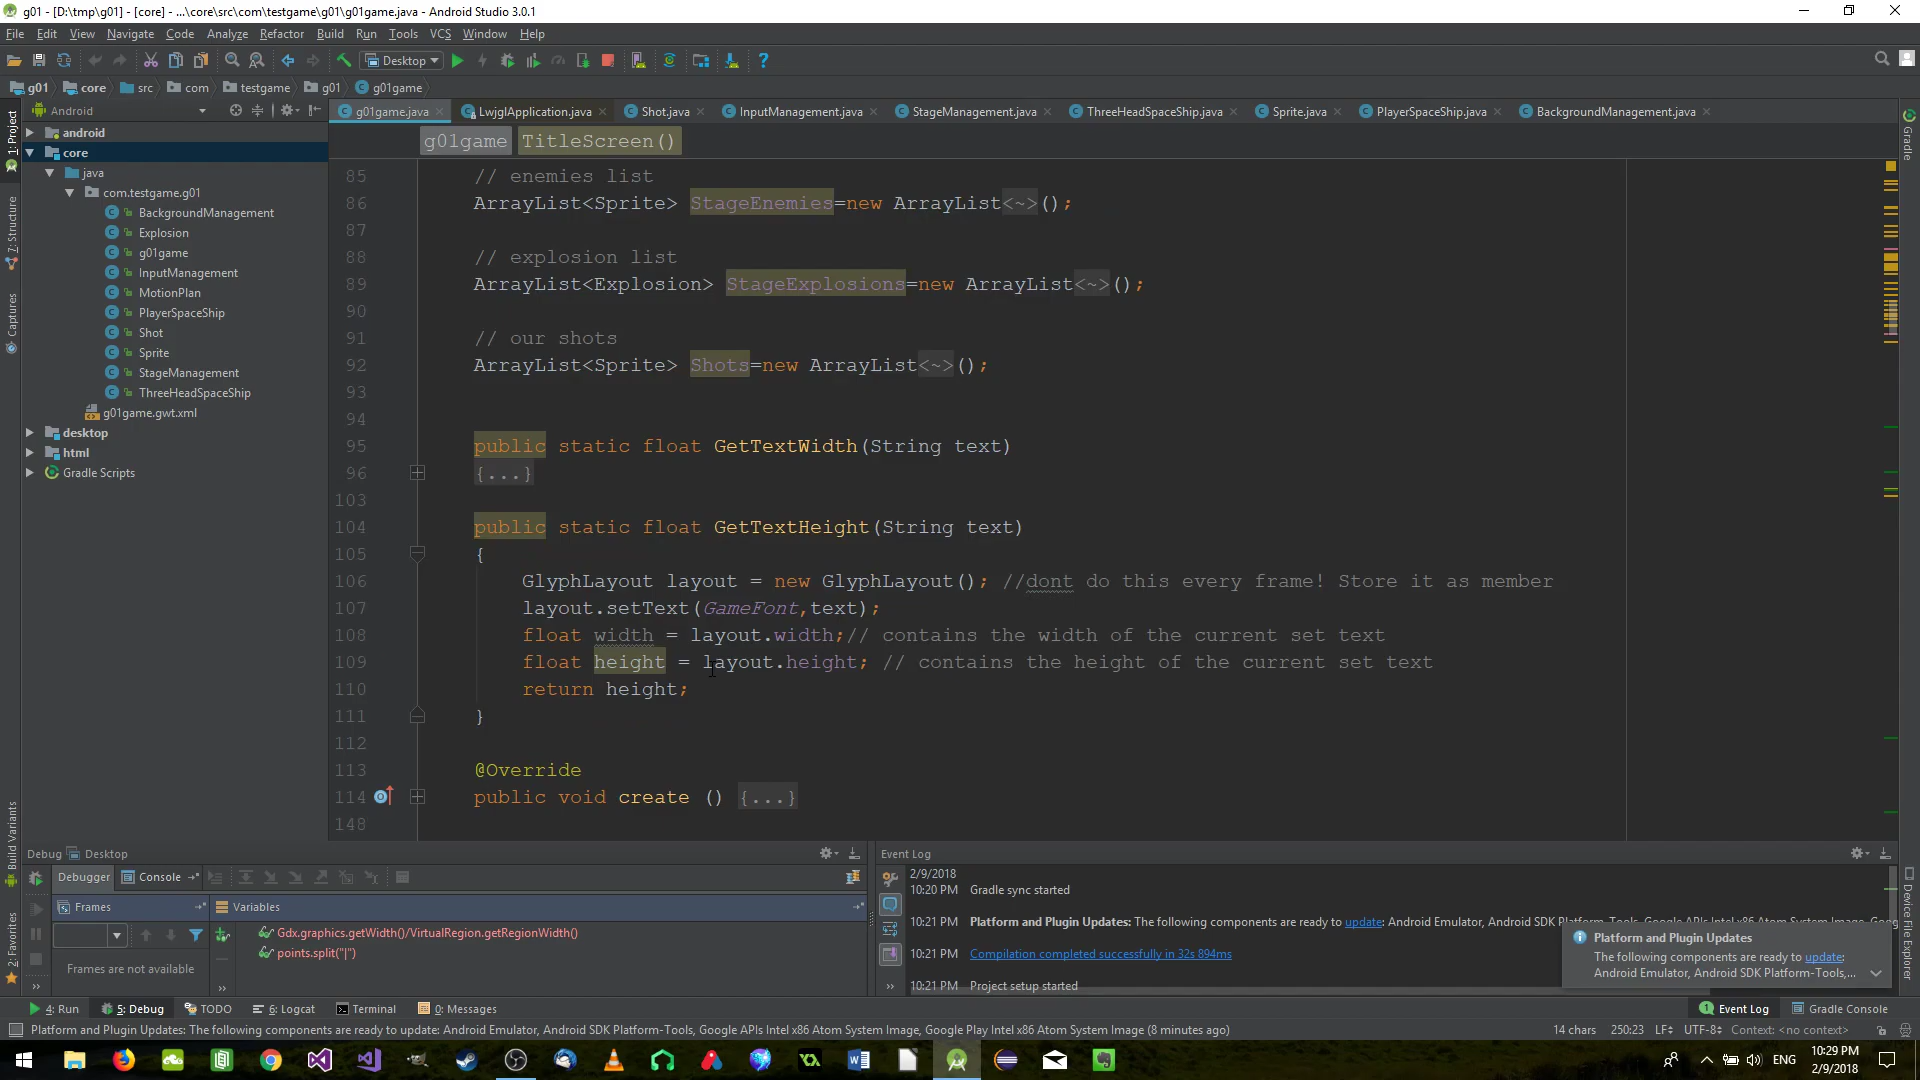 g01 - [D:\tmp\g01] - [core] - ...\core\src\com\testgame\g01\g01game.java - Android Studio 3.0.1
File Edit View Navigate Code Analyze Refactor Build Run Tools VCS Window Help
Desktop
g01 core src com testgame g01 g01game
1: Project
Android
g01game.java LwjglApplication.java Shot.java InputManagement.java StageManagement.java ThreeHeadSpaceShip.java Sprite.java PlayerSpaceShip.java BackgroundManagement.java
Gradle
g01game TitleScreen()
android
core
java
com.testgame.g01
BackgroundManagement
Explosion
g01game
InputManagement
MotionPlan
PlayerSpaceShip
Shot
Sprite
StageManagement
ThreeHeadSpaceShip
g01game.gwt.xml
desktop
html
Gradle Scripts
7: Structure
Captures
Build Variants
2: Favorites
85 // enemies list
86 ArrayList<Sprite> StageEnemies=new ArrayList<~>();
87
88 // explosion list
89 ArrayList<Explosion> StageExplosions=new ArrayList<~>();
90
91 // our shots
92 ArrayList<Sprite> Shots=new ArrayList<~>();
93
94
95 public static float GetTextWidth(String text)
96 {...}
103
104 public static float GetTextHeight(String text)
105 {
106 GlyphLayout layout = new GlyphLayout(); //dont do this every frame! Store it as member
107 layout.setText(GameFont,text);
108 float width = layout.width;// contains the width of the current set text
109 float height = layout.height; // contains the height of the current set text
110 return height;
111 }
112
113 @Override
114 public void create () {...}
148
Debug Desktop
Debugger Console
Frames
Variables
Gdx.graphics.getWidth()/VirtualRegion.getRegionWidth()
points.split("|")
Frames are not available
Event Log
2/9/2018
10:20 PM Gradle sync started
10:21 PM Platform and Plugin Updates: The following components are ready to update: Android Emulator, Android SDK Platform-Tools, Google APIs Intel x86 Atom System Image, Goog
10:21 PM Compilation completed successfully in 32s 894ms
10:21 PM Project setup started
Platform and Plugin Updates
The following components are ready to update:
Android Emulator, Android SDK Platform-Tools,...
Device File Explorer
4: Run 5: Debug TODO 6: Logcat Terminal 0: Messages
1 Event Log Gradle Console
Platform and Plugin Updates: The following components are ready to update: Android Emulator, Android SDK Platform-Tools, Google APIs Intel x86 Atom System Image, Google Play Intel x86 Atom System Image (8 minutes ago)
14 chars 250:23 LF UTF-8 Context: <no context>
ENG
10:29 PM
2/9/2018